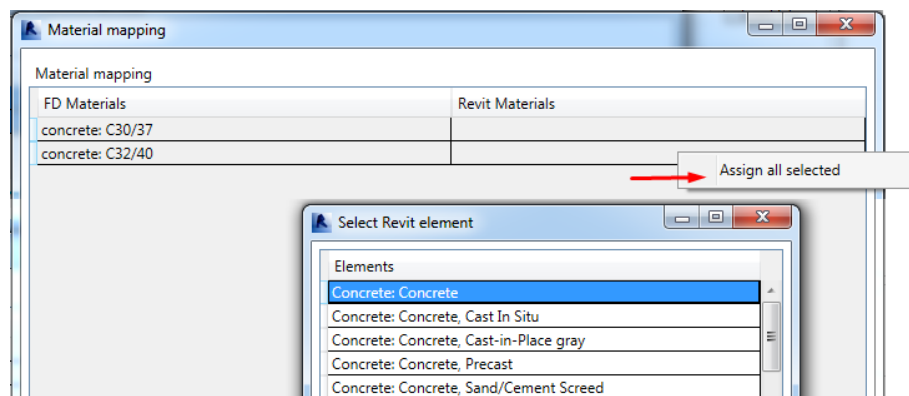 Material mapping
Material mapping
FD Materials Revit Materials
concrete: C30/37
concrete: C32/40
Assign all selected
Select Revit element
Elements
Concrete: Concrete
Concrete: Concrete, Cast In Situ
Concrete: Concrete, Cast-in-Place gray
Concrete: Concrete, Precast
Concrete: Concrete, Sand/Cement Screed